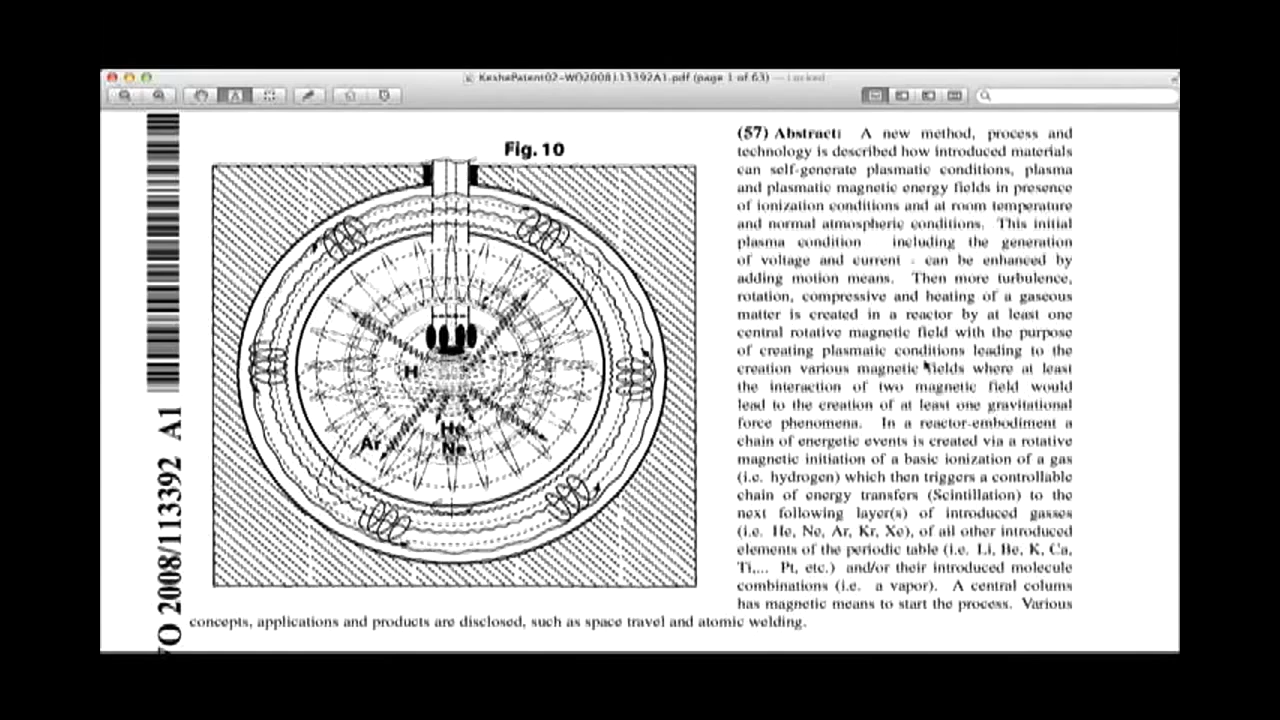 KeshePatent02-WO2008113392A1.pdf (page 1 of 63) — Locked
Fig. 10
H
He
Ar
Ne
(57) Abstract: A new method, process and
technology is described how introduced materials
can self-generate plasmatic conditions, plasma
and plasmatic magnetic energy fields in presence
of ionization conditions and at room temperature
and normal atmospheric conditions. This initial
plasma condition including the generation
of voltage and current - can be enhanced by
adding motion means. Then more turbulence,
rotation, compressive and heating of a gaseous
matter is created in a reactor by at least one
central rotative magnetic field with the purpose
of creating plasmatic conditions leading to the
creation various magnetic fields where at least
the interaction of two magnetic field would
lead to the creation of at least one gravitational
force phenomena. In a reactor-embodiment a
chain of energetic events is created via a rotative
magnetic initiation of a basic ionization of a gas
(i.e. hydrogen) which then triggers a controllable
chain of energy transfers (Scintillation) to the
next following layer(s) of introduced gasses
(i.e. He, Ne, Ar, Kr, Xe), of all other introduced
elements of the periodic table (i.e. Li, Be, K, Ca,
Ti,... Pt, etc.) and/or their introduced molecule
combinations (i.e. a vapor). A central colums
has magnetic means to start the process. Various
concepts, applications and products are disclosed, such as space travel and atomic welding.
O 2008/113392 A1